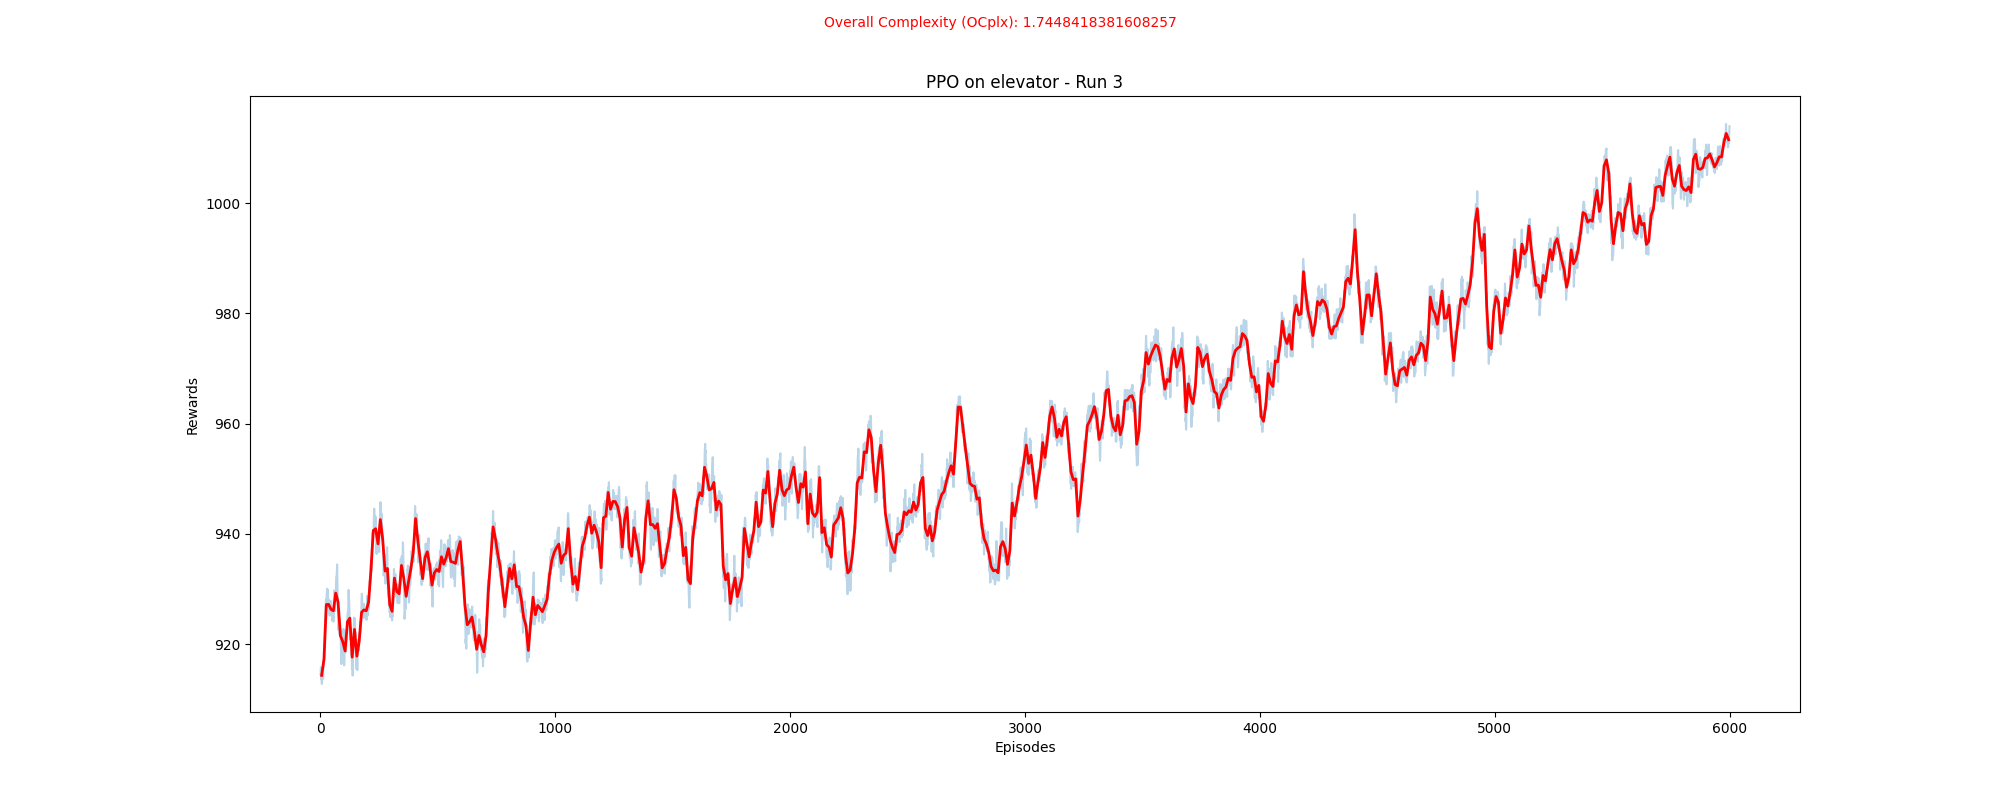 Overall Complexity (OCplx): 1.7448418381608257
PPO on elevator - Run 3
Rewards
1000
980
960
940
920
0 1000 2000 3000 4000 5000 6000
Episodes